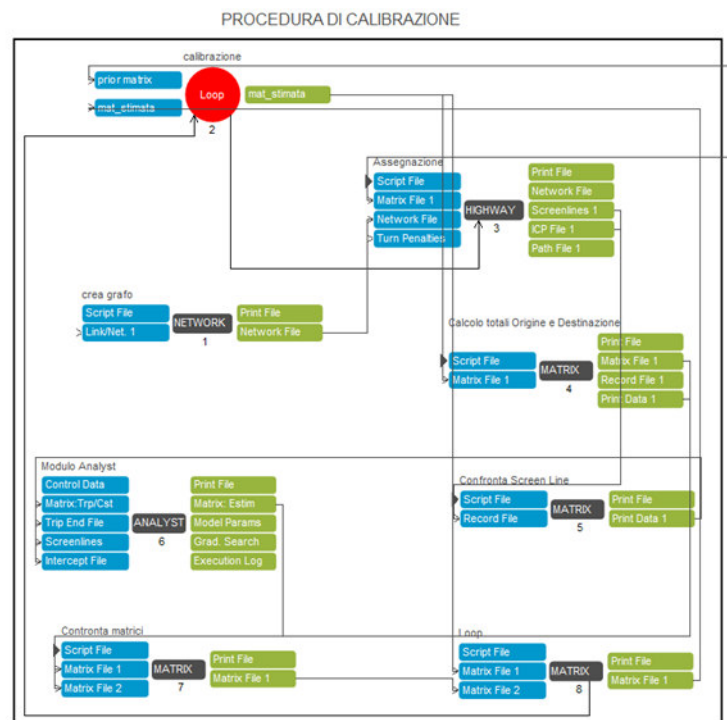 PROCEDURA DI CALIBRAZIONE
calibrazione
prior matrix
mat_stimata
Loop
mat_stimata
2
Assegnazione
Script File
Matrix File 1
Network File
Turn Penalties
HIGHWAY
3
Print File
Network File
Screenlines 1
ICP File 1
Path File 1
crea grafo
Script File
Link/Net. 1
NETWORK
1
Print File
Network File
Calcolo totali Origine e Destinazione
Script File
Matrix File 1
MATRIX
4
Print File
Matrix File 1
Record File 1
Print Data 1
Modulo Analyst
Control Data
Matrix:Trp/Cst
Trip End File
Screenlines
Intercept File
ANALYST
6
Print File
Matrix: Estim
Model Params
Grad. Search
Execution Log
Confronta Screen Line
Script File
Record File
MATRIX
5
Print File
Print Data 1
Contronta matrici
Script File
Matrix File 1
Matrix File 2
MATRIX
7
Print File
Matrix File 1
Loop
Script File
Matrix File 1
Matrix File 2
MATRIX
8
Print File
Matrix File 1